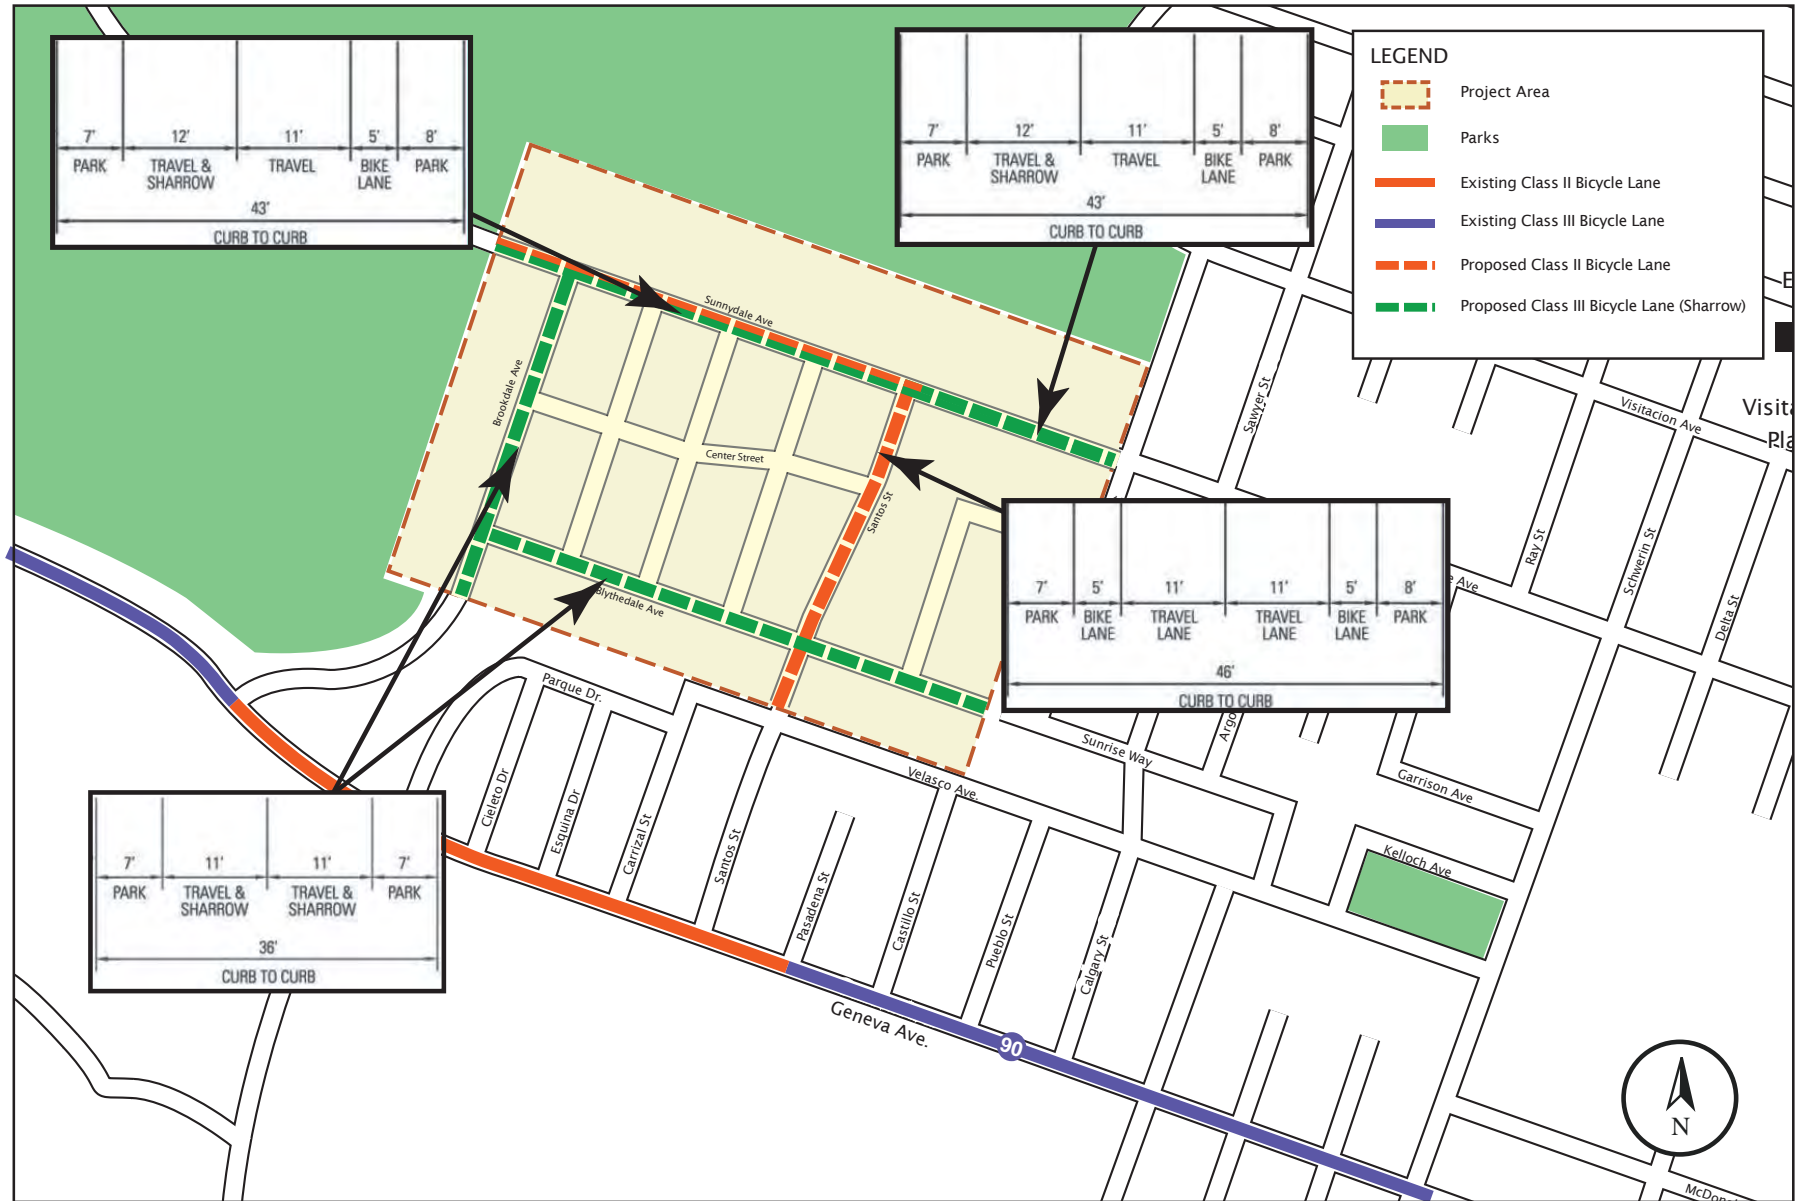 7'
12'
11'
5'
8'
PARK
TRAVEL &
SHARROW
TRAVEL
BIKE
LANE
PARK
43'
CURB TO CURB
7'
12'
11'
5'
8'
PARK
TRAVEL &
SHARROW
TRAVEL
BIKE
LANE
PARK
43'
CURB TO CURB
LEGEND
Project Area
Parks
Existing Class II Bicycle Lane
Existing Class III Bicycle Lane
Proposed Class II Bicycle Lane
Proposed Class III Bicycle Lane (Sharrow)
Sunnydale Ave
Brookdale Ave
Center Street
Santos St
Blythedale Ave
Sawyer St
Visitacion Ave
Visita
Pla
Ray St
Schwerin St
Delta St
e Ave
7'
5'
11'
11'
5'
8'
PARK
BIKE
LANE
TRAVEL
LANE
TRAVEL
LANE
BIKE
LANE
PARK
46'
CURB TO CURB
Parque Dr.
Cieleto Dr
Esquina Dr
Carrizal St
Santos St
Velasco Ave.
Pasadena St
Castillo St
Pueblo St
Calgary St
Sunrise Way
Argo
Garrison Ave
Kelloch Ave
7'
11'
11'
7'
PARK
TRAVEL &
SHARROW
TRAVEL &
SHARROW
PARK
36'
CURB TO CURB
Geneva Ave.
90
N
McDon